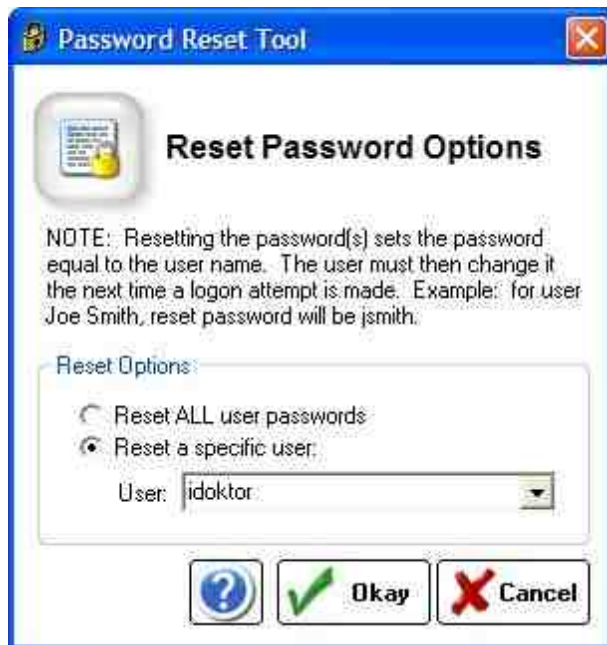 Password Reset Tool
Reset Password Options
NOTE: Resetting the password(s) sets the password
equal to the user name. The user must then change it
the next time a logon attempt is made. Example: for user
Joe Smith, reset password will be jsmith.
Reset Options
Reset ALL user passwords
Reset a specific user:
User: idoktor
? Okay Cancel